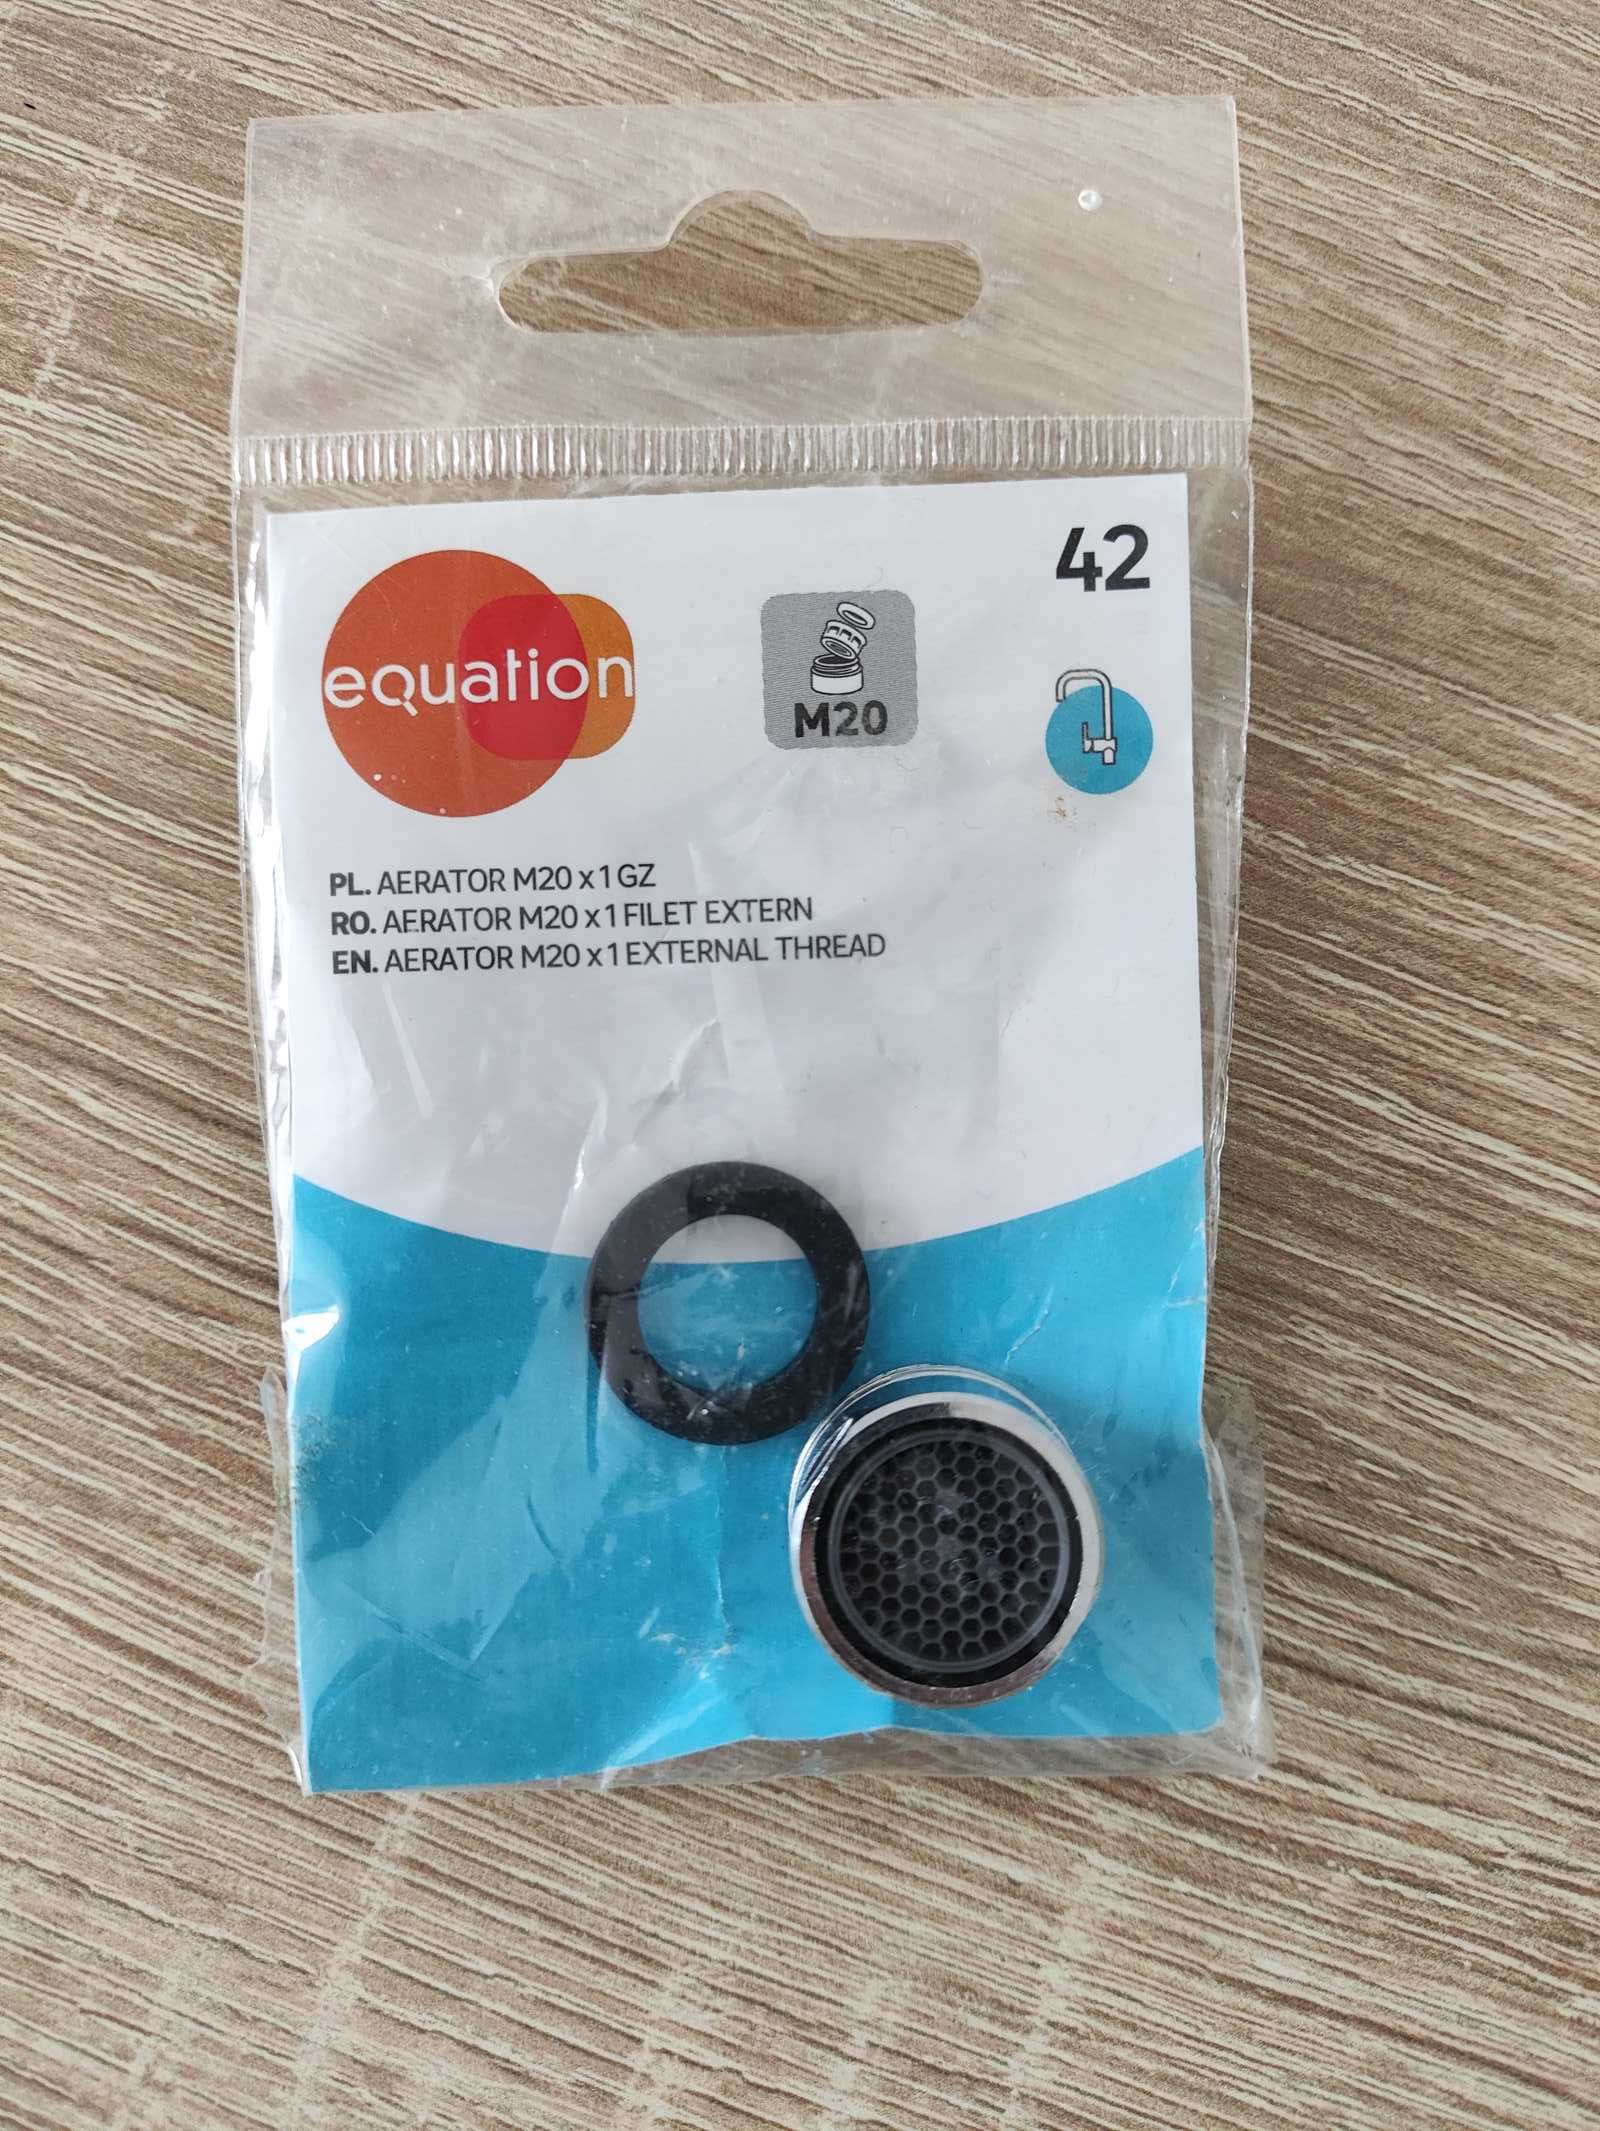 42
equation
M20
PL. AERATOR M20 x 1 GZ
RO. AERATOR M20 x 1 FILET EXTERN
EN. AERATOR M20 x 1 EXTERNAL THREAD